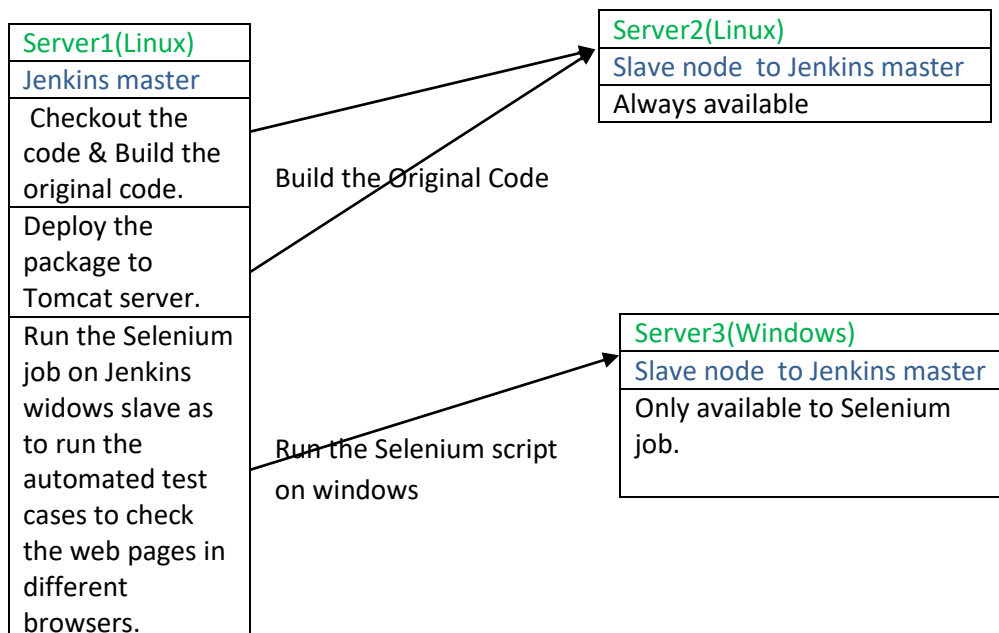 Server1(Linux)
Jenkins master
Checkout the
code & Build the
original code.
Deploy the
package to
Tomcat server.
Run the Selenium
job on Jenkins
widows slave as
to run the
automated test
cases to check
the web pages in
different
browsers.
Build the Original Code
Run the Selenium script
on windows
Server2(Linux)
Slave node to Jenkins master
Always available
Server3(Windows)
Slave node to Jenkins master
Only available to Selenium
job.